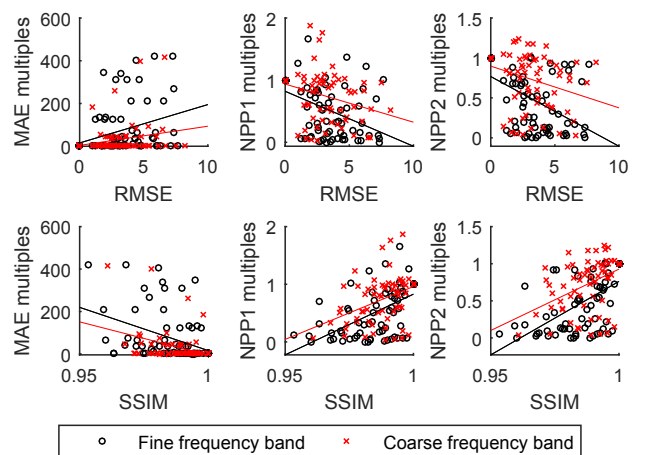 600
400
200
0
MAE multiples
0 5 10
RMSE
2
1
0
NPP1 multiples
0 5 10
RMSE
1.5
1
0.5
0
NPP2 multiples
0 5 10
RMSE
600
400
200
0
MAE multiples
0.95 1
SSIM
2
1
0
NPP1 multiples
0.95 1
SSIM
1.5
1
0.5
0
NPP2 multiples
0.95 1
SSIM
Fine frequency band Coarse frequency band